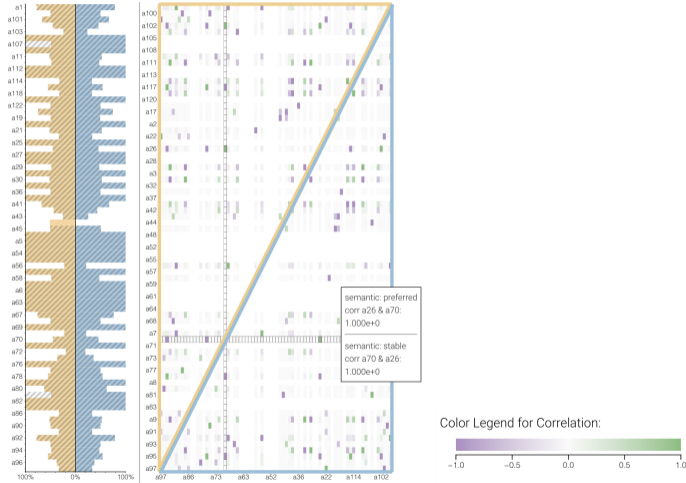 a1
a101
a103
a107
a11
a112
a114
a118
a122
a19
a21
a25
a27
a29
a30
a36
a41
a43
a45
a5
a54
a56
a58
a6
a63
a67
a69
a70
a72
a76
a78
a80
a82
a86
a90
a92
a94
a96
100%
0%
100%
a100
a102
a105
a108
a110
a113
a117
a120
a17
a2
a22
a26
a28
a3
a32
a37
a42
a44
a48
a52
a55
a57
a59
a61
a64
a68
a7
a71
a73
a77
a8
a81
a83
a9
a91
a93
a95
a97
a97
a86
a73
a63
a52
a36
a22
a114
a102
semantic: preferred
corr a26 & a70:
1.000e+0
semantic: stable
corr a70 & a26:
1.000e+0
Color Legend for Correlation:
−1.0
−0.5
0.0
0.5
1.0